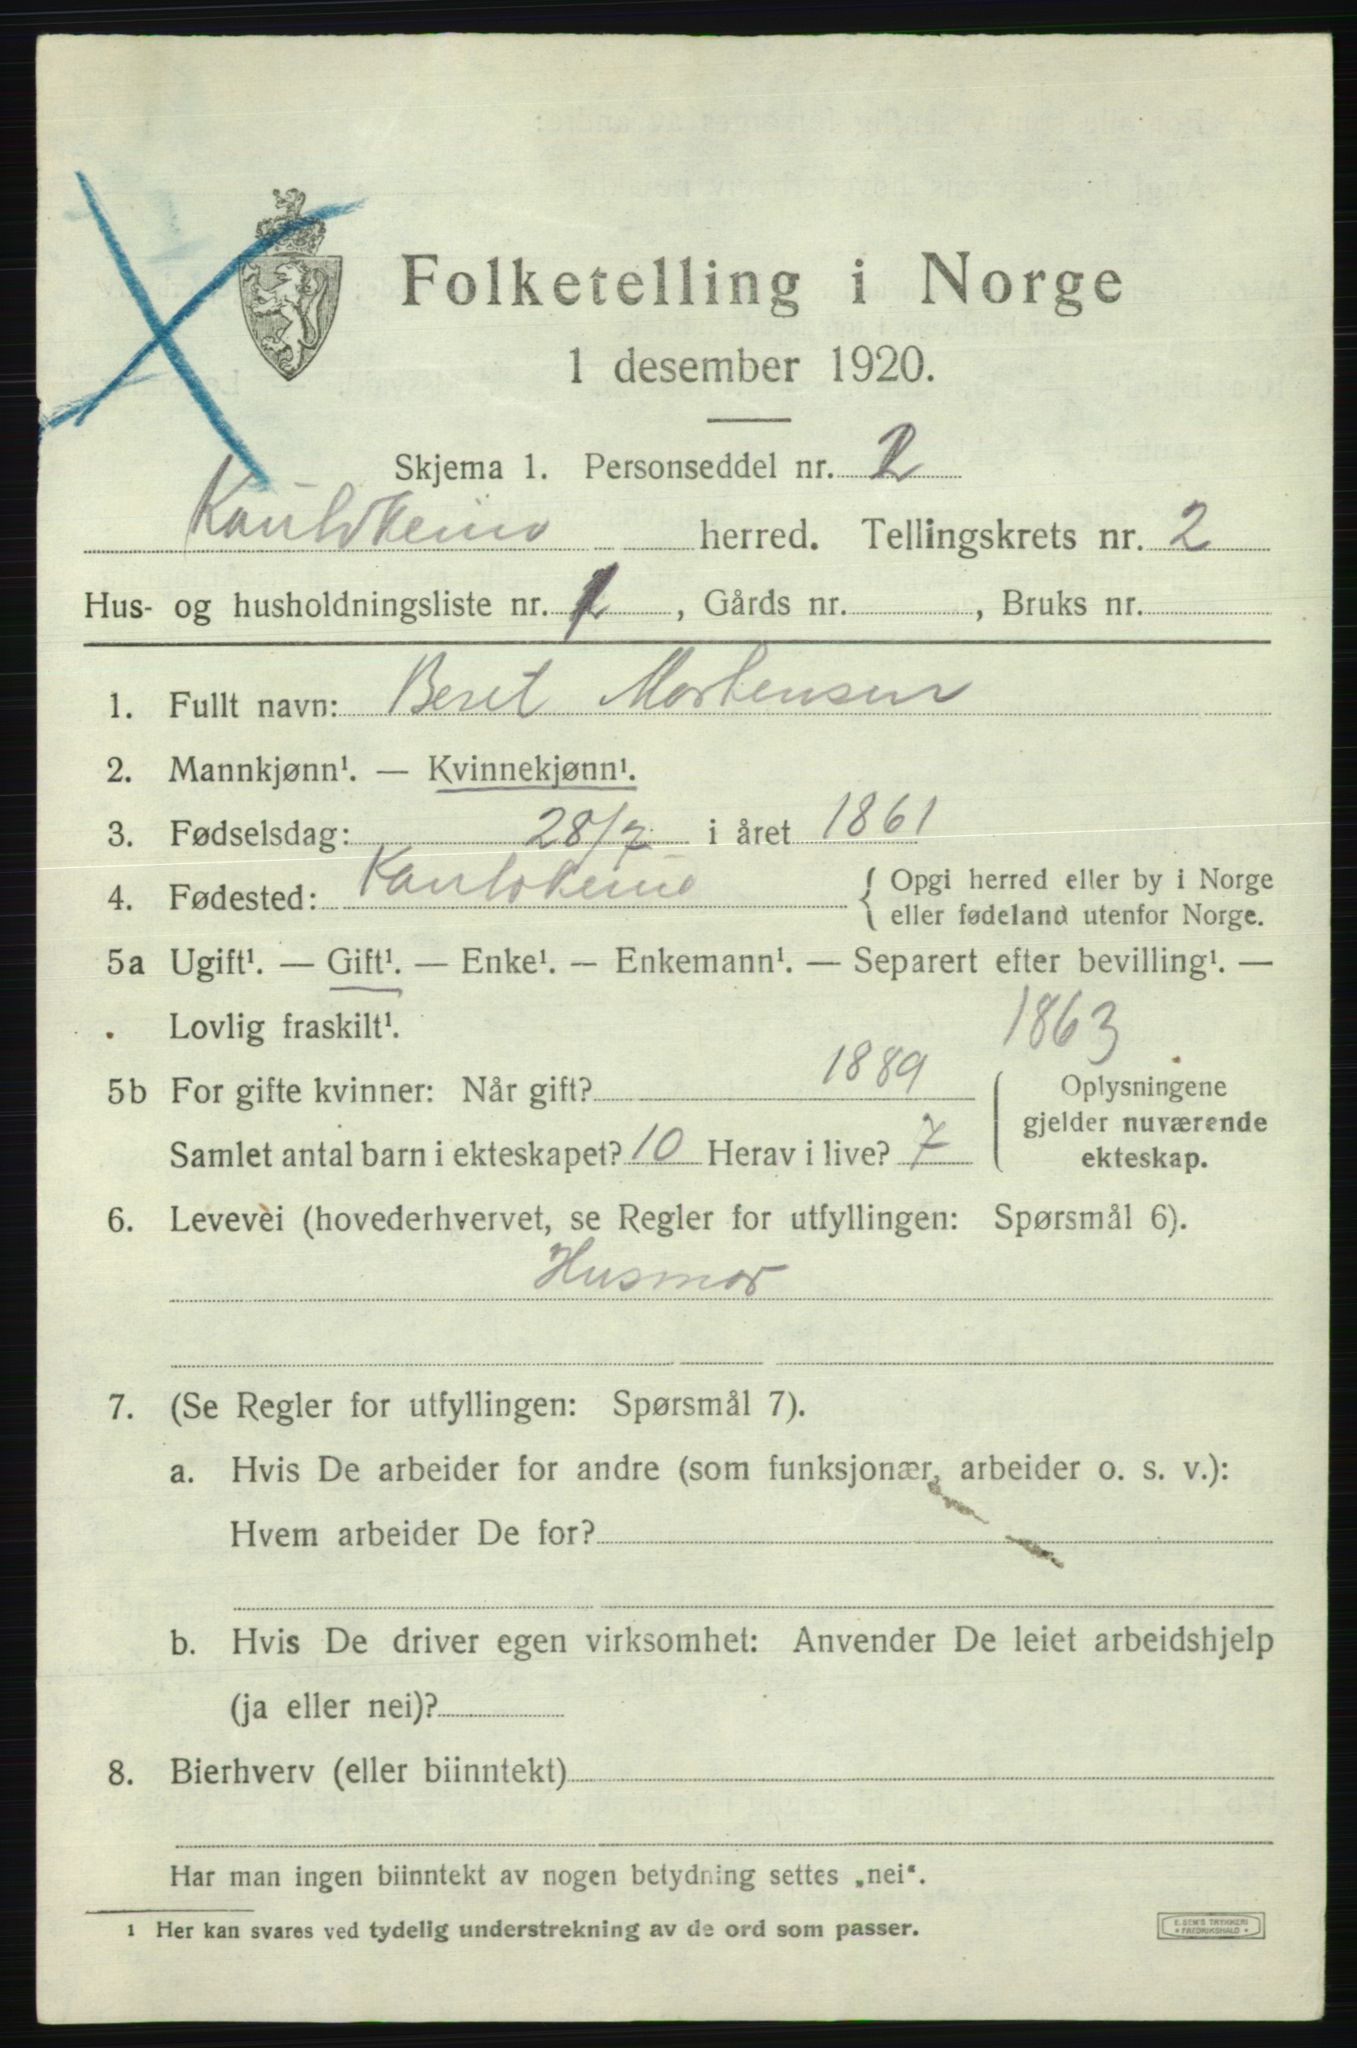 Folketelling i Norge
1 desember 1920.
Skjema 1. Personseddel nr. 2
Kautokeino herred. Tellingskrets nr. 2
Hus- og husholdningsliste nr. 1, Gårds nr. , Bruks nr.
1. Fullt navn: Beret Mortensen
2. Mannkjønn¹. — Kvinnekjønn¹.
3. Fødselsdag: 28/7 i året 1861
4. Fødested: Kautokeino { Opgi herred eller by i Norge
eller fødeland utenfor Norge.
5a Ugift¹. — Gift¹. — Enke¹. — Enkemann¹. — Separert efter bevilling¹. —
Lovlig fraskilt¹.
1863
5b For gifte kvinner: Når gift? 1889
Samlet antal barn i ekteskapet? 10 Herav i live? 7
Oplysningene
gjelder nuværende
ekteskap.
6. Levevei (hovederhvervet, se Regler for utfyllingen: Spørsmål 6).
Husmor
7. (Se Regler for utfyllingen: Spørsmål 7).
a. Hvis De arbeider for andre (som funksjonær, arbeider o. s. v.):
Hvem arbeider De for?
b. Hvis De driver egen virksomhet: Anvender De leiet arbeidshjelp
(ja eller nei)?
8. Bierhverv (eller biinntekt)
Har man ingen biinntekt av nogen betydning settes „nei“.
¹ Her kan svares ved tydelig understrekning av de ord som passer.
E. SEM'S TRYKKERI
FREDRIKSHALD